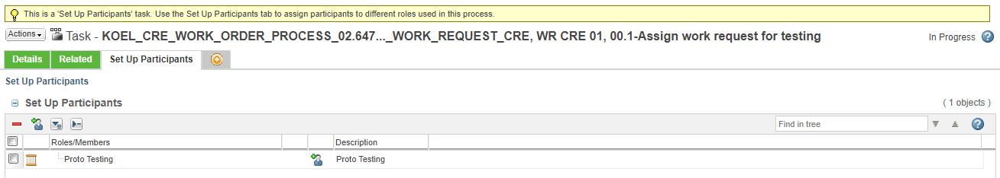 This is a 'Set Up Participants' task. Use the Set Up Participants tab to assign participants to different roles used in this process.
Actions Task - KOEL_CRE_WORK_ORDER_PROCESS_02.647..._WORK_REQUEST_CRE, WR CRE 01, 00.1-Assign work request for testing In Progress ?
Details Related Set Up Participants
Set Up Participants
Set Up Participants ( 1 objects )
Find in tree ?
Roles/Members Description
Proto Testing Proto Testing